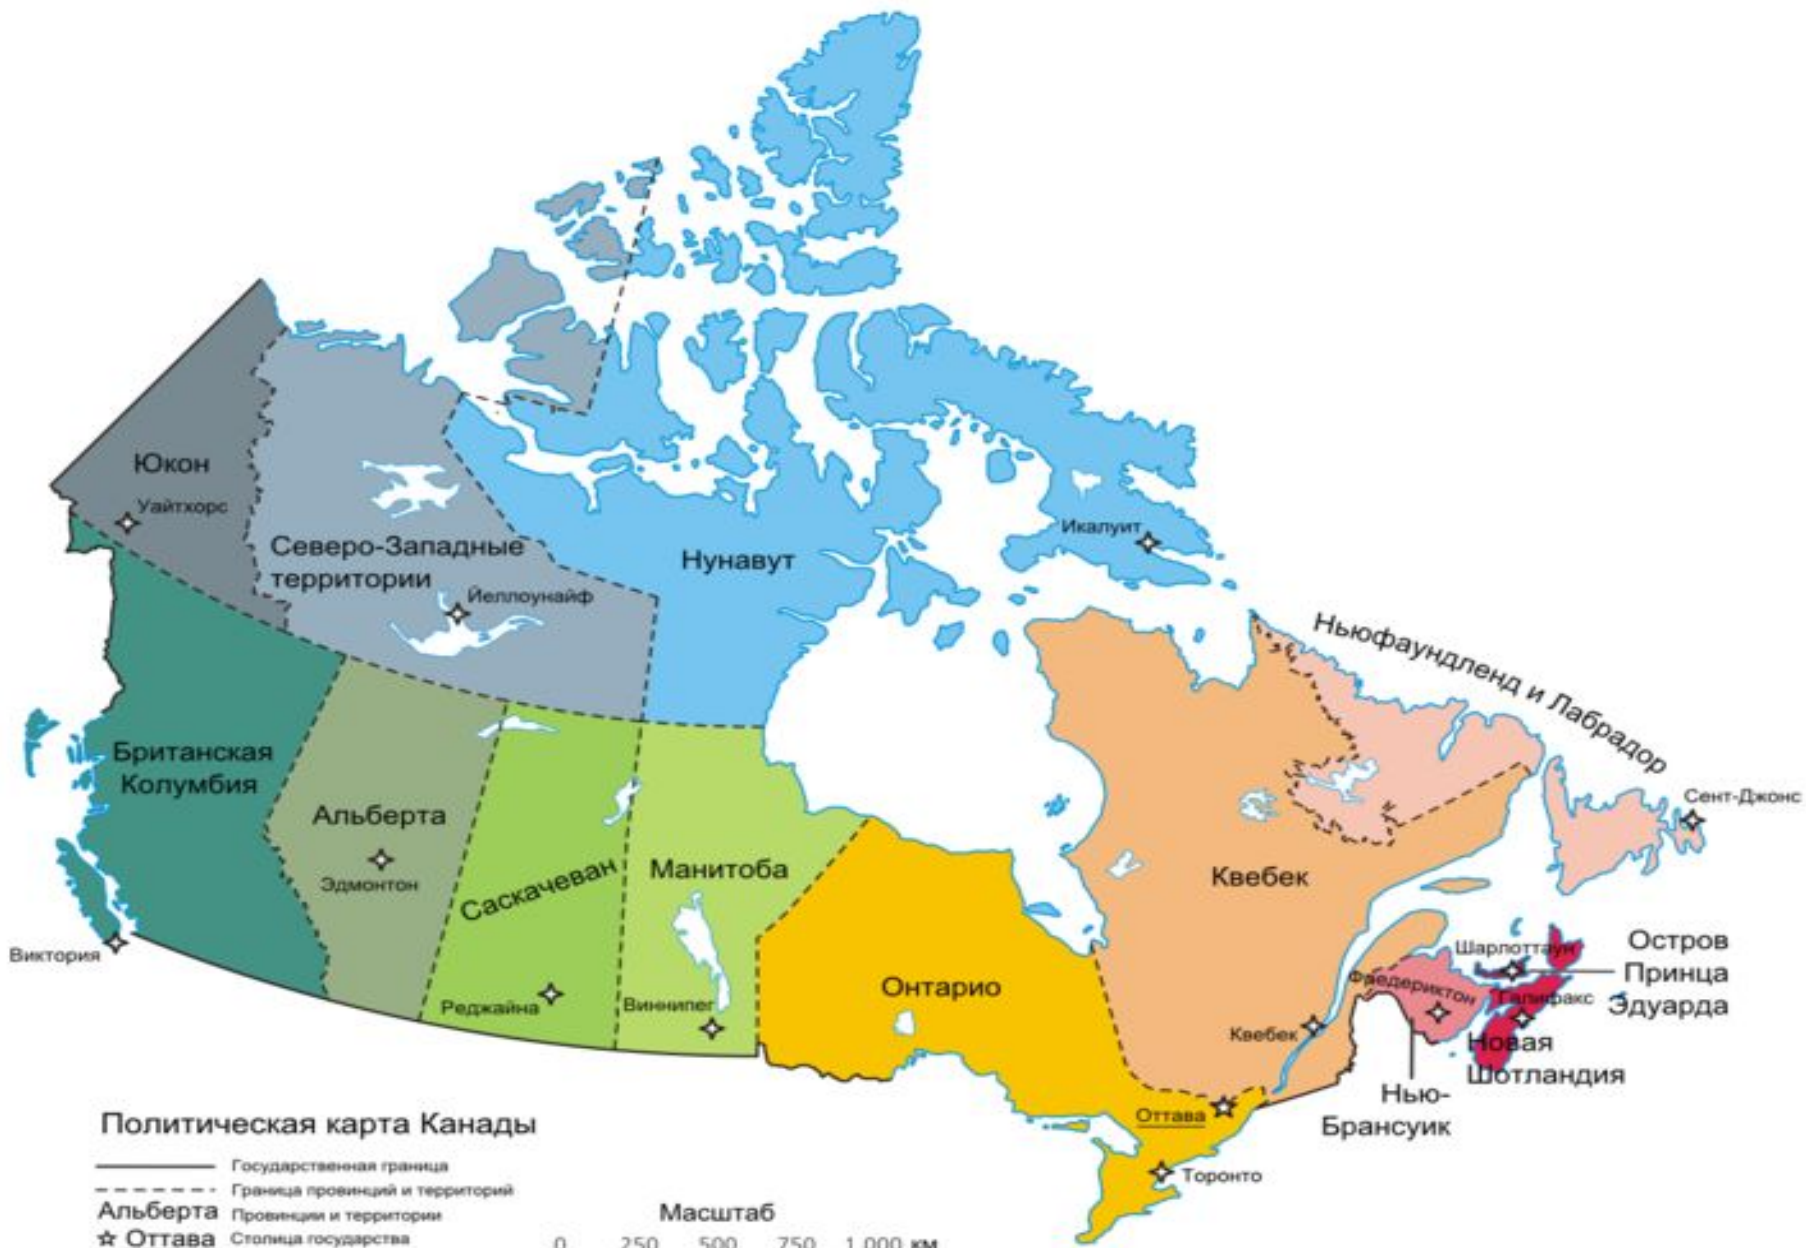 Юкон
Уайтхорс
Северо-Западные
территории
Йеллоунайф
Нунавут
Икалуит
Ньюфаундленд и Лабрадор
Британская
Колумбия
Альберта
Эдмонтон
Саскачеван
Манитоба
Квебек
Сент-Джонс
Виктория
Реджайна
Виннипег
Онтарио
Квебек
Шарлоттаун
Фредериктон
Галифакс
Остров
Принца
Эдуарда
Новая
Шотландия
Нью-
Брансуик
Оттава
Торонто
Политическая карта Канады
Государственная граница
Граница провинций и территорий
Альберта Провинции и территории
Оттава Столица государства
Масштаб
0 250 500 750 1 000 км